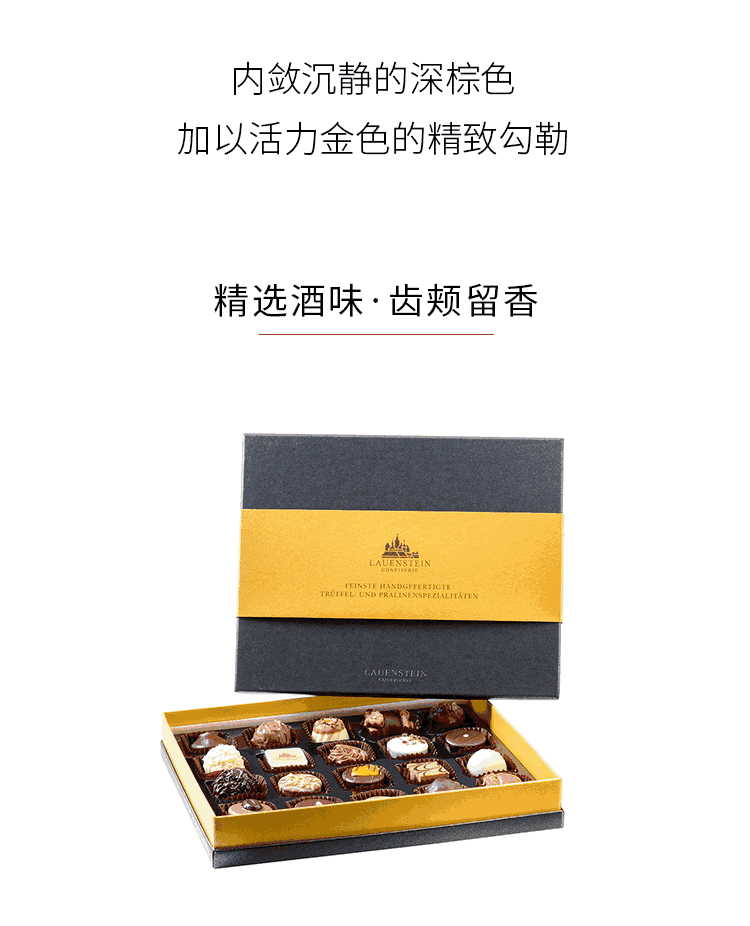 内敛沉静的深棕色
加以活力金色的精致勾勒
精选酒味·齿颊留香
LAUENSTEIN
CONFISERIE
FEINSTE HANDGEFERTIGTE
TRÜFFEL- UND PRALINENSPEZIALITÄTEN
LAUENSTEIN
CONFISERIE